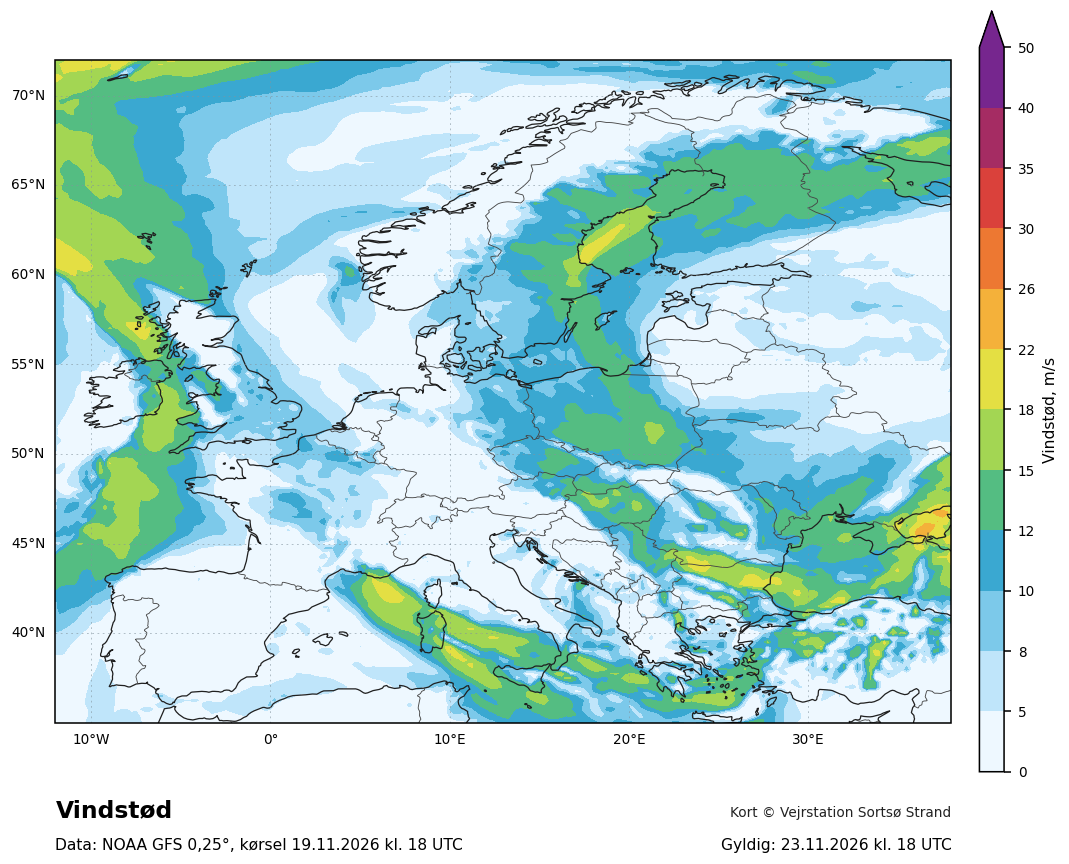 50
40
35
30
26
22
18
15
12
10
8
5
0
Vindstød, m/s
70°N
65°N
60°N
55°N
50°N
45°N
40°N
10°W
0°
10°E
20°E
30°E
Vindstød
Kort © Vejrstation Sortsø Strand
Data: NOAA GFS 0,25°, kørsel 19.11.2026 kl. 18 UTC
Gyldig: 23.11.2026 kl. 18 UTC